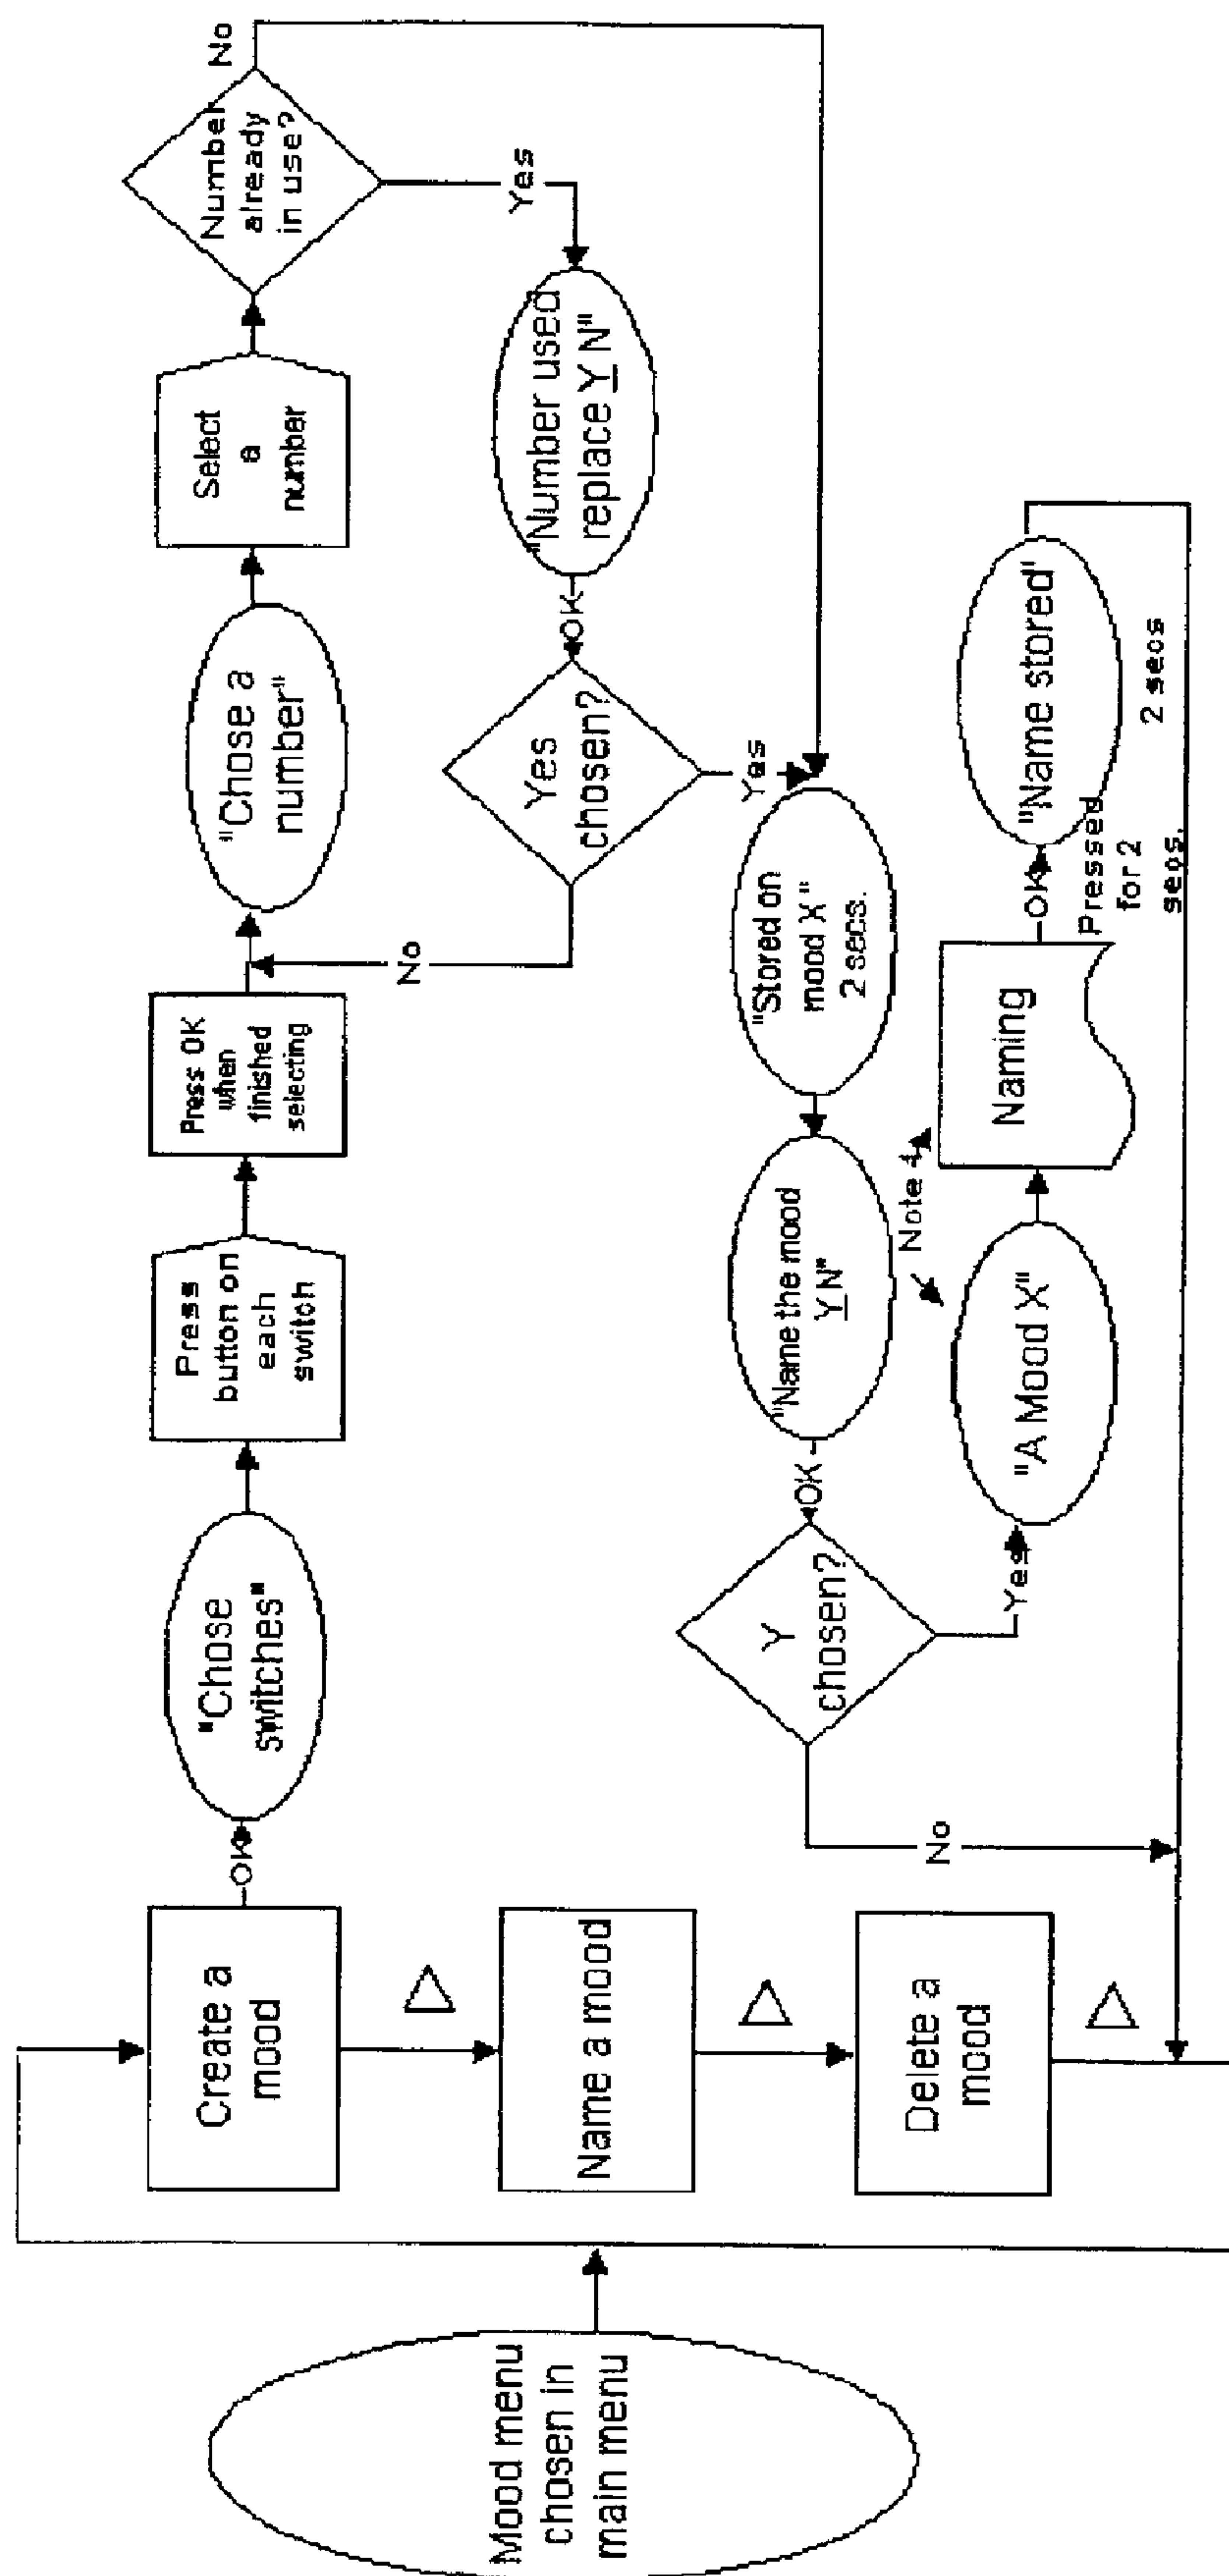 Mood menu
chosen in
main menu
Create a
mood
OK
"Chose
switches"
Press
button on
each
switch
Press OK
when
finished
selecting
"Chose a
number"
Select
a
number
Number
already
in use?
No
Yes
"Number used
replace Y N"
OK
Yes
chosen?
No
Yes
"Stored on
mood X"
2 secs.
"Name the mood
Y N"
OK
Y
chosen?
No
Yes
"A Mood X"
Note 4
Naming
OK
Pressed
for 2
secs.
"Name stored"
2 secs
Name a mood
Delete a
mood